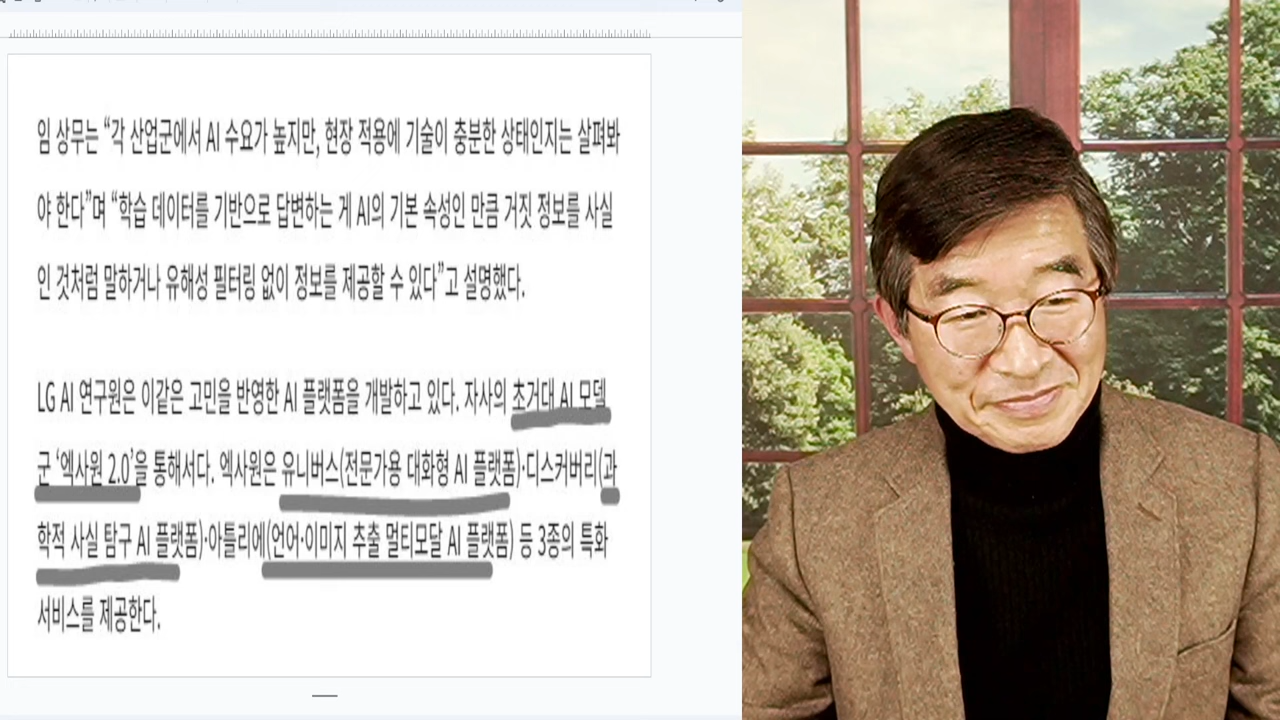 임 상무는 “각 산업군에서 AI 수요가 높지만, 현장 적용에 기술이 충분한 상태인지는 살펴봐
야 한다”며 “학습 데이터를 기반으로 답변하는 게 AI의 기본 속성인 만큼 거짓 정보를 사실
인 것처럼 말하거나 유해성 필터링 없이 정보를 제공할 수 있다”고 설명했다.
LG AI 연구원은 이같은 고민을 반영한 AI 플랫폼을 개발하고 있다. 자사의 초거대 AI 모델
군 ‘엑사원 2.0’을 통해서다. 엑사원은 유니버스(전문가용 대화형 AI 플랫폼)·디스커버리(과
학적 사실 탐구 AI 플랫폼)·아틀리에(언어·이미지 추출 멀티모달 AI 플랫폼) 등 3종의 특화
서비스를 제공한다.